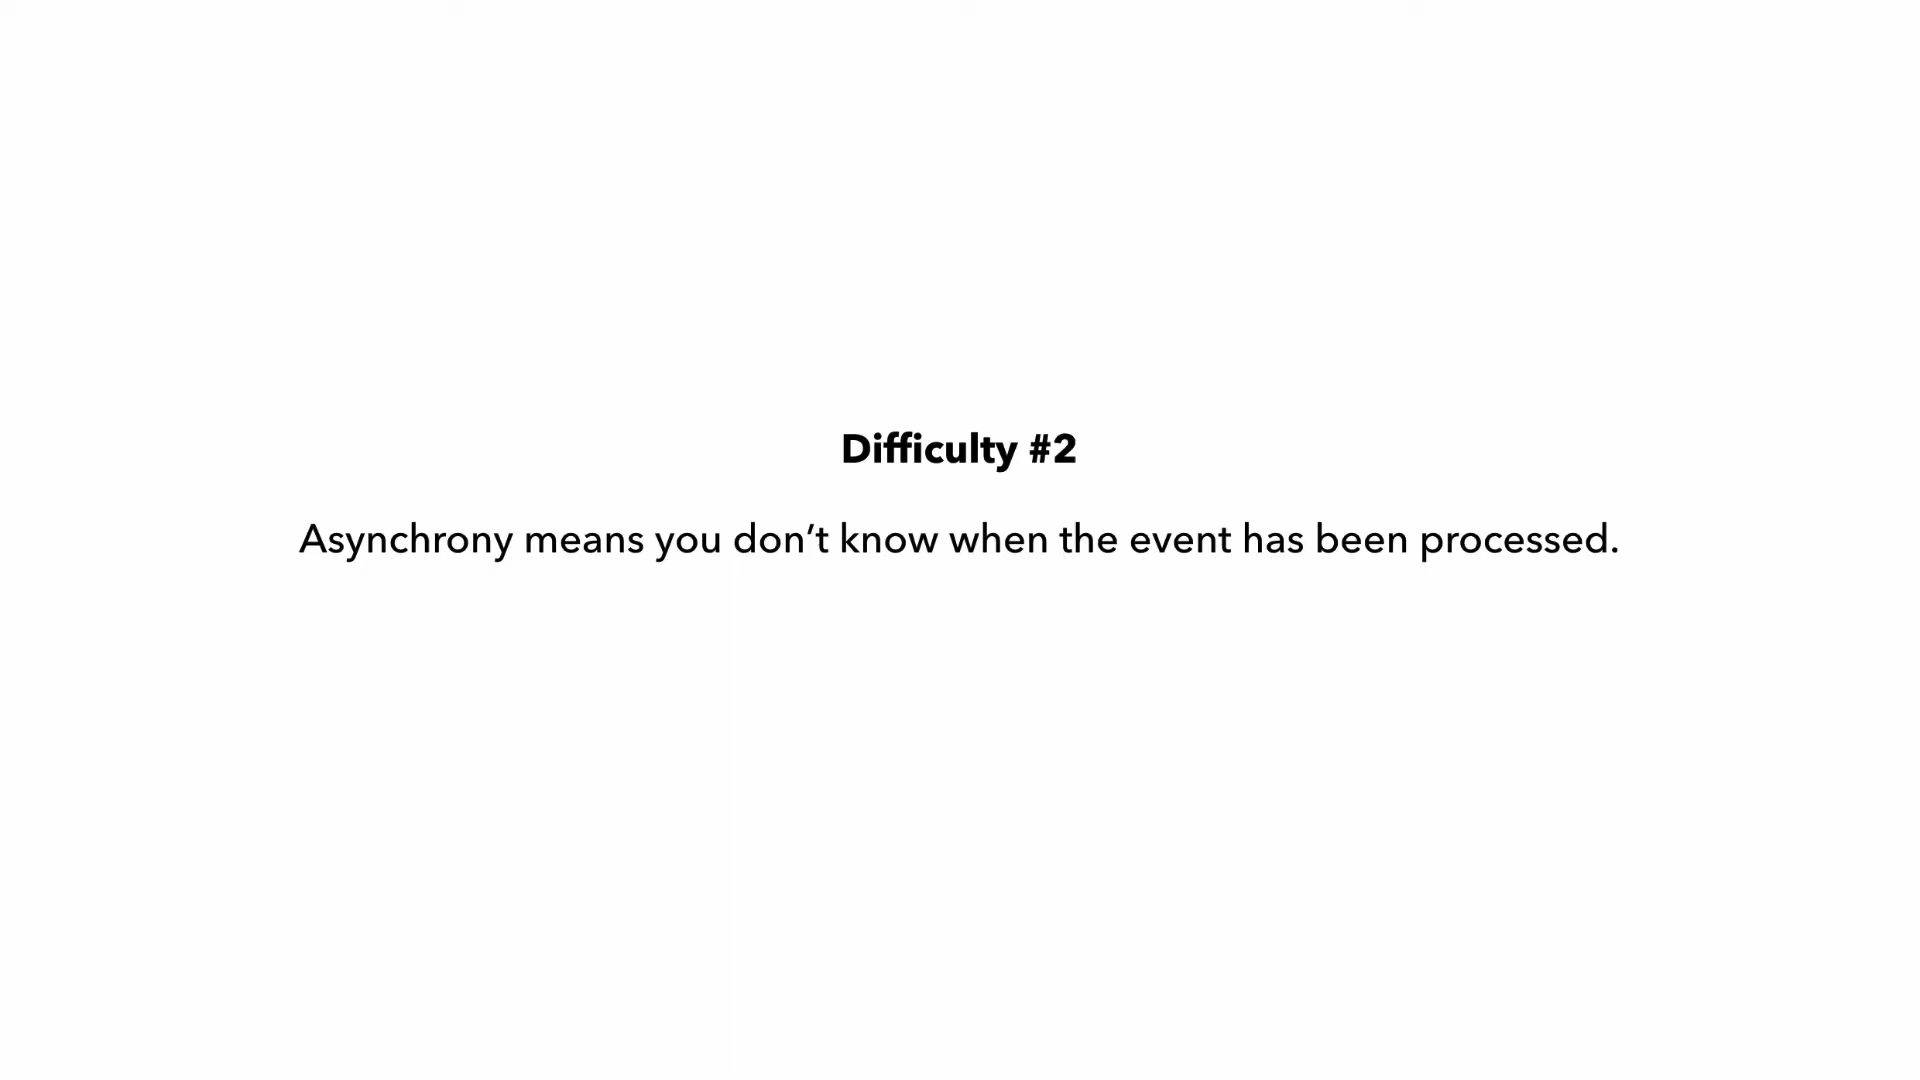 Difficulty #2
Asynchrony means you don’t know when the event has been processed.